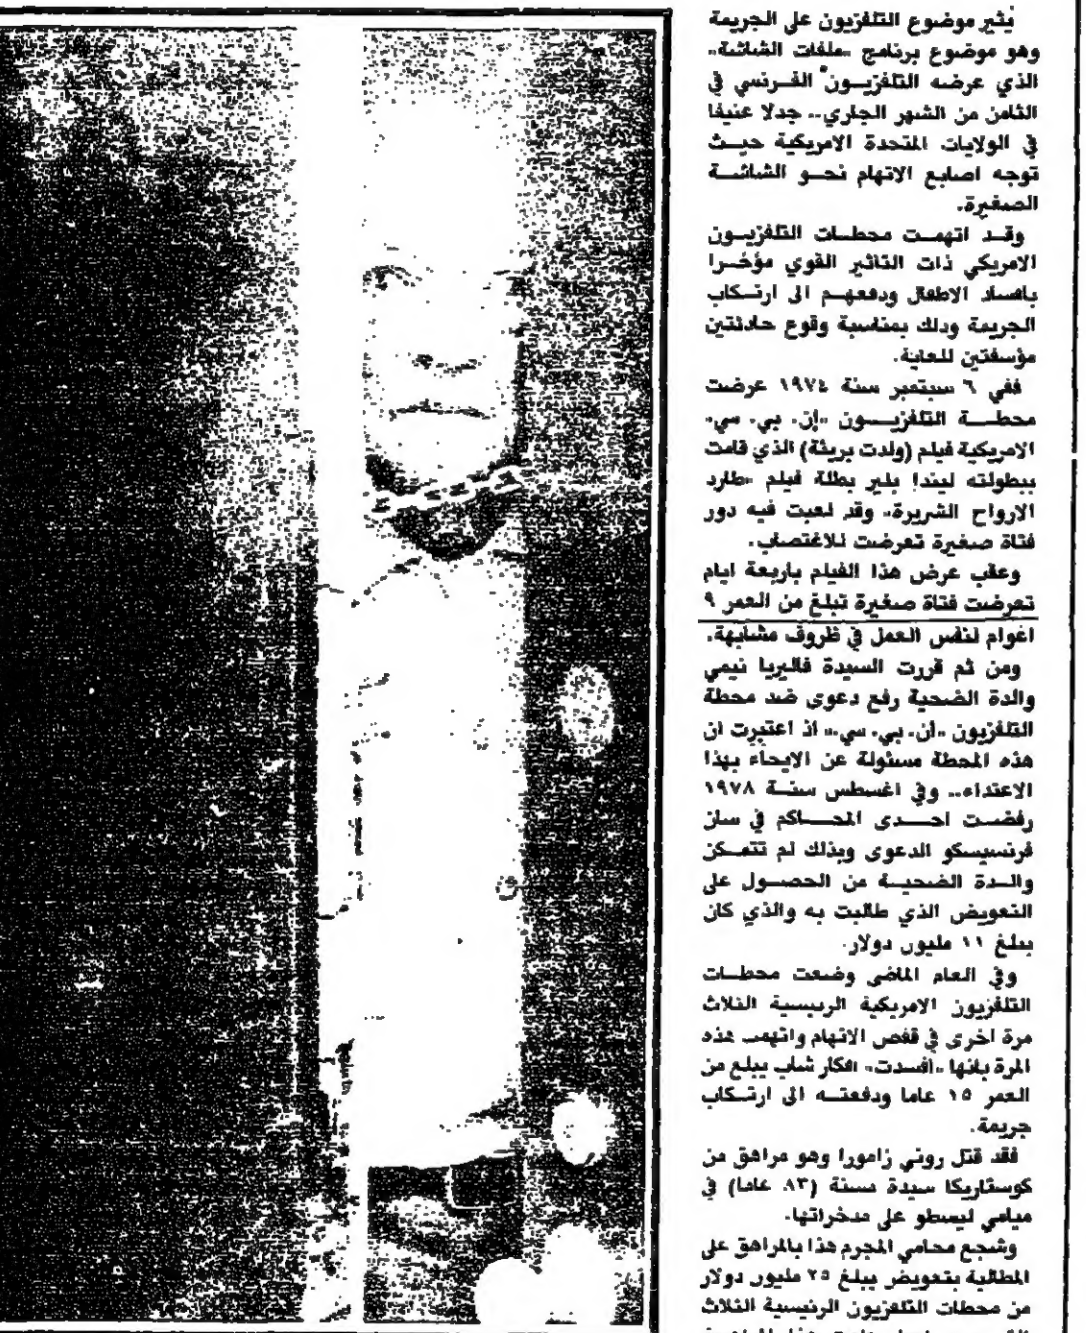 يثير موضوع التلفزيون على الجريمة
وهو موضوع برنامج «ملفات الشاشة»
الذي عرضه التلفزيون الفرنسي في
الثامن من الشهر الجاري.. جدلا عنيفا
في الولايات المتحدة الامريكية حيث
توجه اصابع الاتهام نحو الشاشة
الصغيرة.
وقد اتهمت محطات التلفزيون
الامريكي ذات التاثير القوي مؤخرا
بافساد الاطفال ودفعهم الى ارتكاب
الجريمة وذلك بمناسبة وقوع حادثتين
مؤسفتين للغاية.
ففي ٦ سبتمبر سنة ١٩٧٤ عرضت
محطة التلفزيون «إن. بي. سي.»
الامريكية فيلم (ولدت بريئة) الذي قامت
ببطولته ليندا بلير بطلة فيلم «طارد
الارواح الشريرة» وقد لعبت فيه دور
فتاة صغيرة تعرضت للاغتصاب.
وعقب عرض هذا الفيلم باربعة ايام
تعرضت فتاة صغيرة تبلغ من العمر ٩
اعوام لنفس العمل في ظروف مشابهة.
ومن ثم قررت السيدة فاليريا نيمي
والدة الضحية رفع دعوى ضد محطة
التلفزيون «أن. بي. سي.» اذ اعتبرت ان
هذه المحطة مسئولة عن الايحاء بهذا
الاعتداء.. وفي اغسطس سنة ١٩٧٨
رفضت احدى المحاكم في سان
فرنسيسكو الدعوى وبذلك لم تتمكن
والدة الضحية من الحصول على
التعويض الذي طالبت به والذي كان
يبلغ ١١ مليون دولار.
وفي العام الماضى وضعت محطات
التلفزيون الامريكية الرئيسية الثلاث
مرة اخرى في قفص الاتهام واتهمت هذه
المرة بانها «افسدت» افكار شاب يبلغ من
العمر ١٥ عاما ودفعته الى ارتكاب
جريمة.
فقد قتل روني زامورا وهو مراهق من
كوستاريكا سيدة مسنة (٨٣ عاما) في
ميامي ليسطو على مدخراتها.
وشجع محامي المجرم هذا بالمراهق على
المطالبة بتعويض يبلغ ٢٥ مليون دولار
من محطات التلفزيون الرئيسية الثلاث